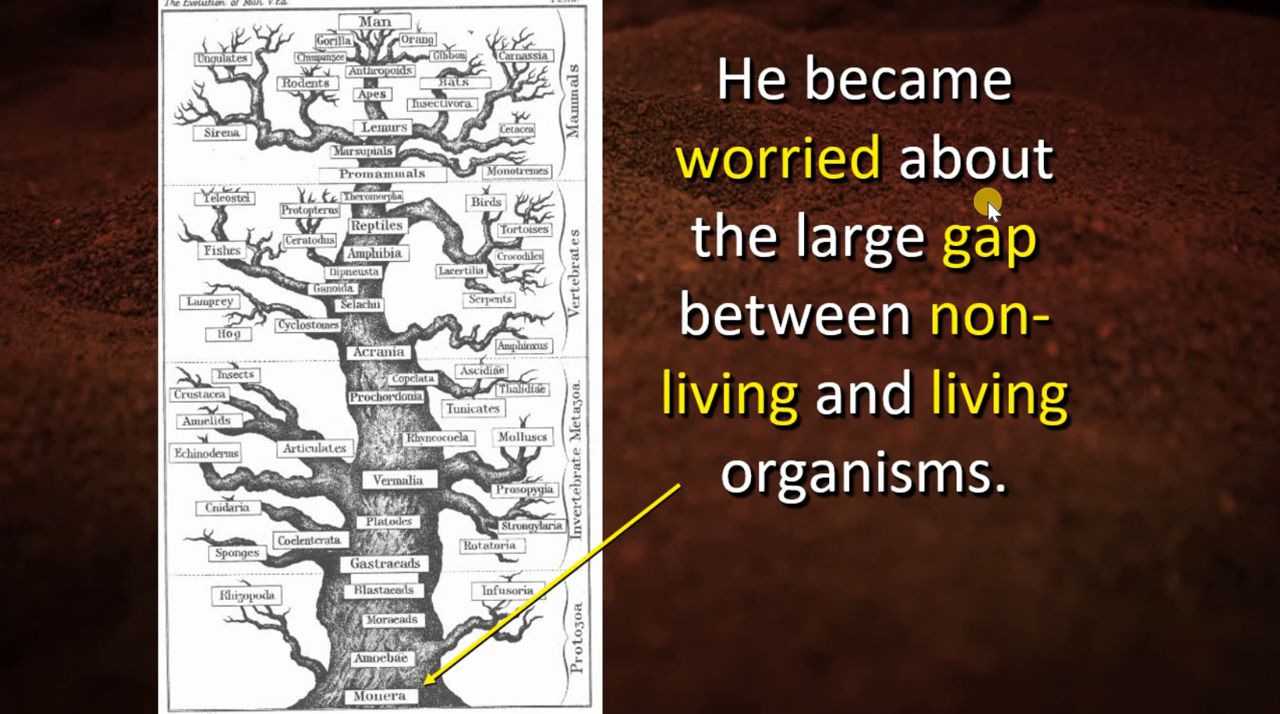 The Evolution of Man V.Ed.
Man
Gorilla
Orang
Ungulates
Chimpanzee
Gibbon
Carnassia
Anthropoids
Rodents
Bats
Apes
Insectivora
Lemurs
Sirena
Cetacea
Marsupials
Promammals
Monotremes
Mammals
Teleostei
Theromorpha
Protopterus
Birds
Reptiles
Tortoises
Ceratodus
Fishes
Amphibia
Crocodiles
Dipneusta
Lacertilia
Ganoida
Lamprey
Selachii
Serpents
Cyclostomes
Hog
Amphioxus
Acrania
Vertebrates
Insects
Ascidiae
Copelata
Crustacea
Thalidiae
Prochordonia
Tunicates
Annelids
Rhyncocoela
Molluscs
Articulates
Echinoderms
Vermalia
Prosopygia
Cnidaria
Platodes
Strongylaria
Coelenterata
Rotatoria
Sponges
Gastraeads
Invertebrate Metazoa
Blastaeads
Infusoria
Rhizopoda
Moraeads
Amoebae
Monera
Protozoa
He became
worried about
the large gap
between non-
living and living
organisms.